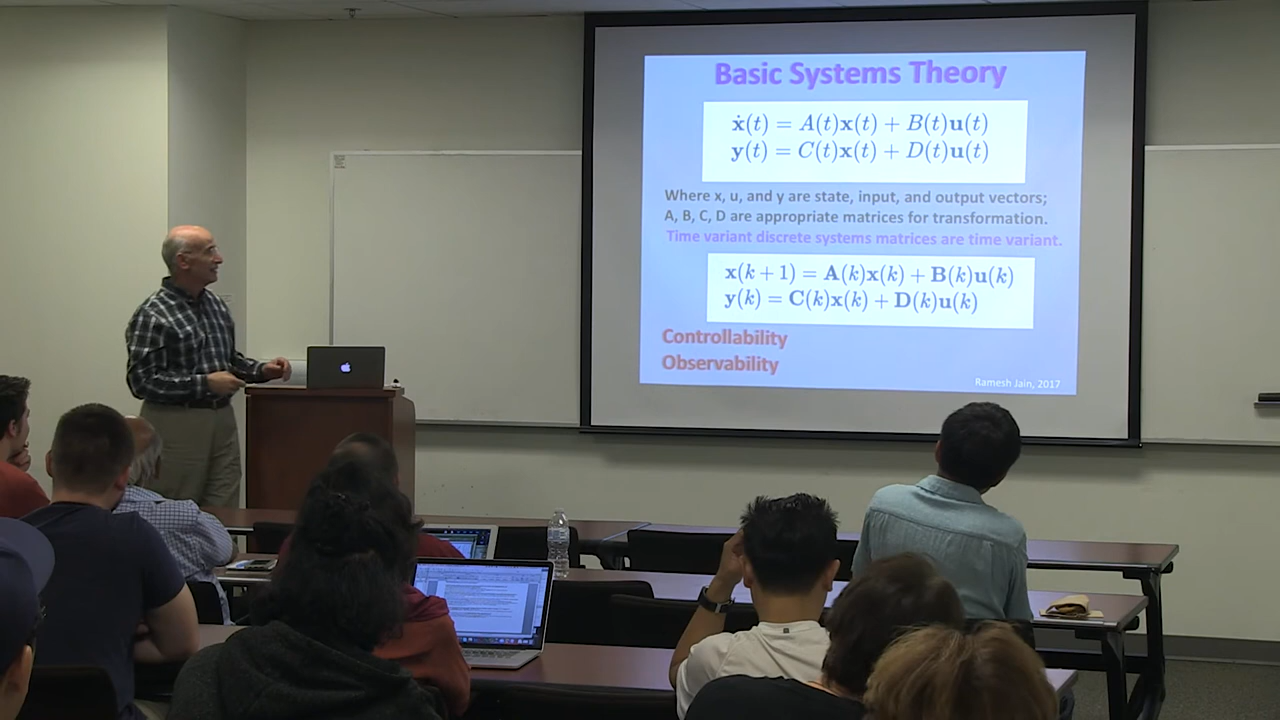 Basic Systems Theory
ẋ(t) = A(t)x(t) + B(t)u(t)
y(t) = C(t)x(t) + D(t)u(t)
Where x, u, and y are state, input, and output vectors;
A, B, C, D are appropriate matrices for transformation.
Time variant discrete systems matrices are time variant.
x(k + 1) = A(k)x(k) + B(k)u(k)
y(k) = C(k)x(k) + D(k)u(k)
Controllability
Observability
Ramesh Jain, 2017